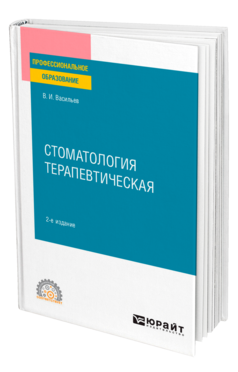 ПРОФЕССИОНАЛЬНОЕ
ОБРАЗОВАНИЕ
В. И. Васильев
СТОМАТОЛОГИЯ
ТЕРАПЕВТИЧЕСКАЯ
2-е издание
юрайт